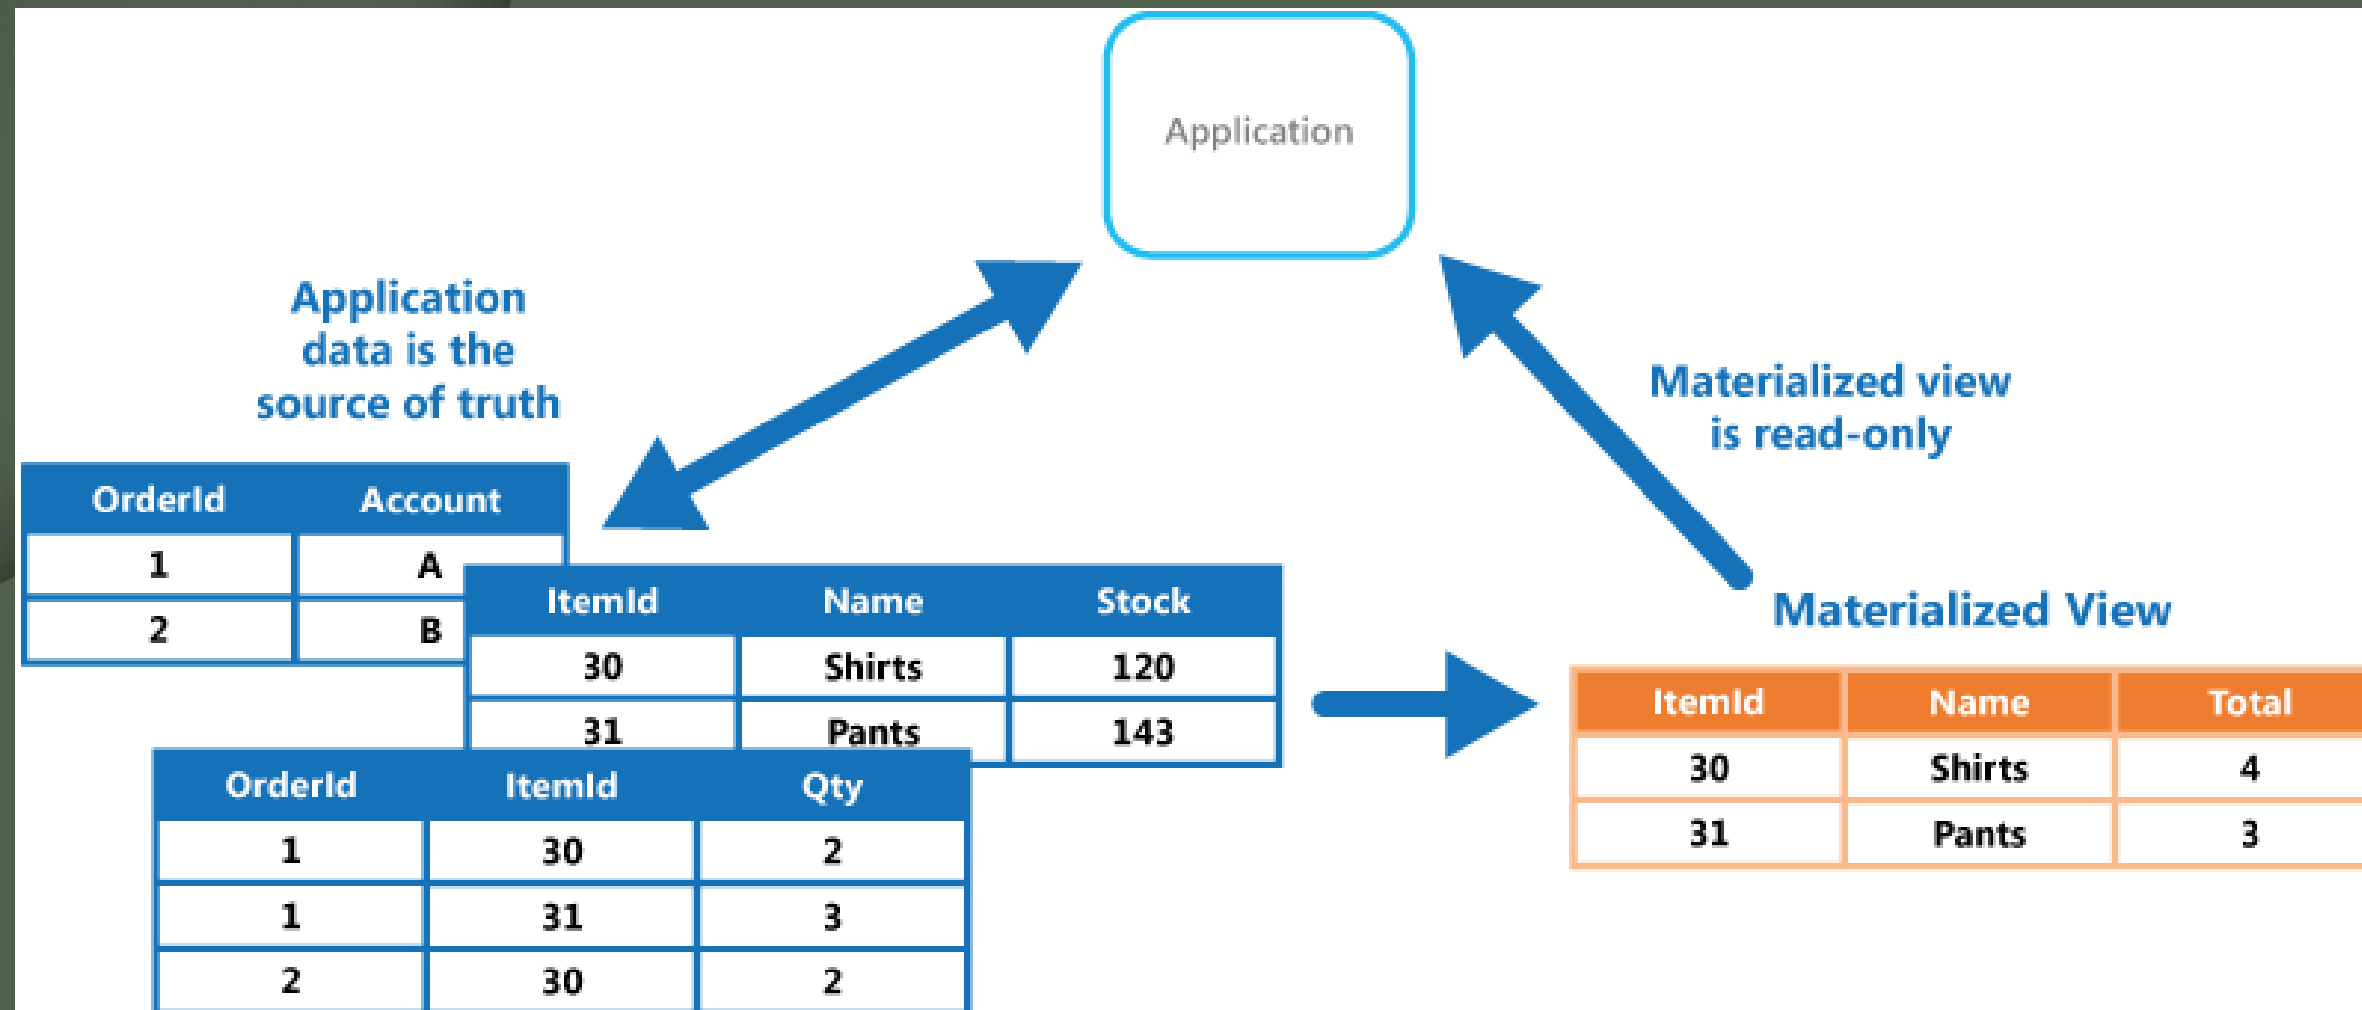 Application
Application
data is the
source of truth
Materialized view
is read-only
OrderId Account
1 A
2 B
ItemId Name Stock
30 Shirts 120
31 Pants 143
OrderId ItemId Qty
1 30 2
1 31 3
2 30 2
Materialized View
ItemId Name Total
30 Shirts 4
31 Pants 3